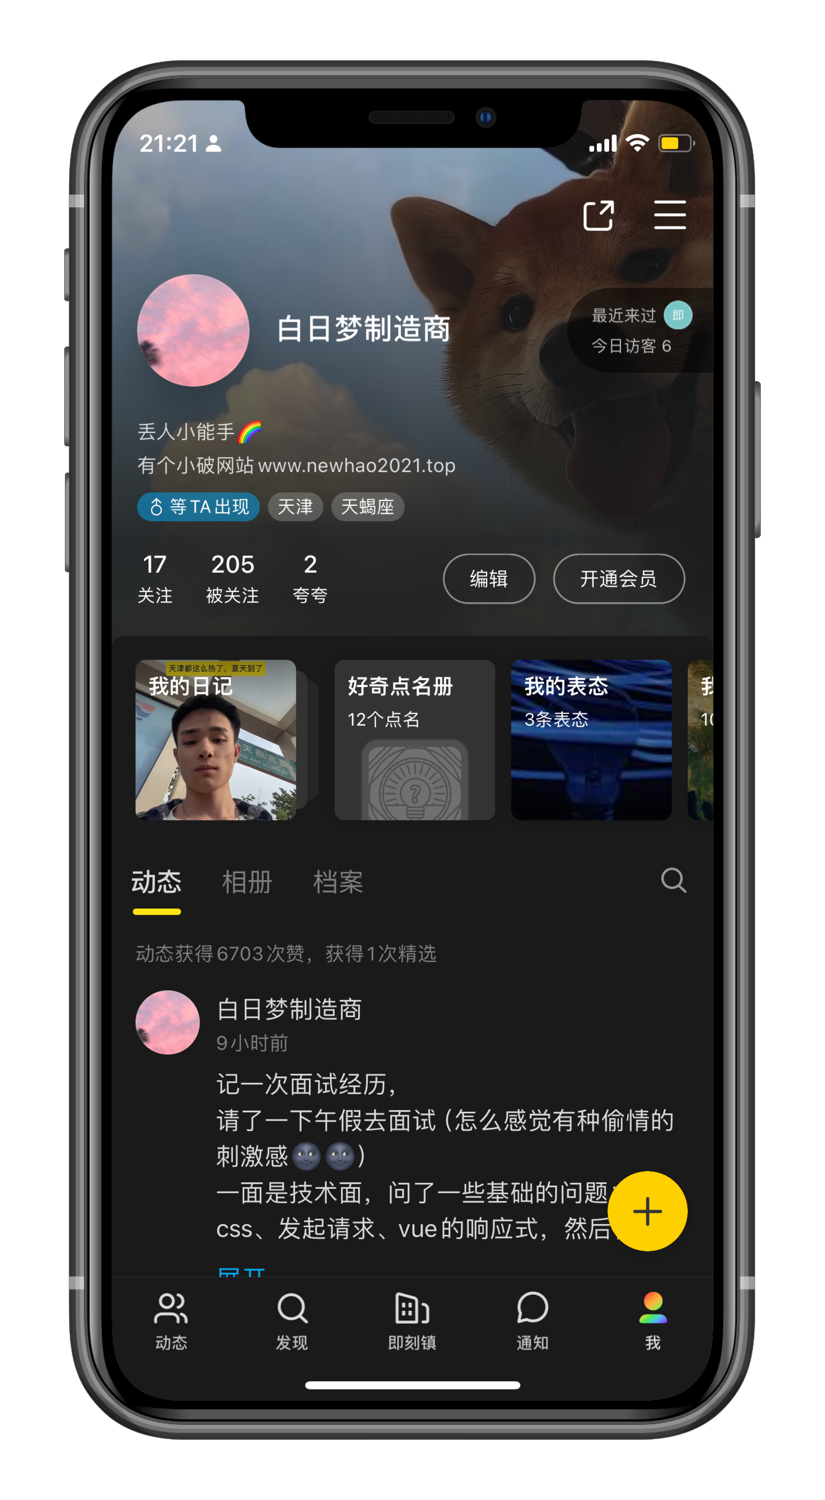 21:21
白日梦制造商
最近来过 即
今日访客 6
丢人小能手🌈
有个小破网站www.newhao2021.top
等TA出现 天津 天蝎座
17 205 2
关注 被关注 夸夸
编辑 开通会员
天津都这么热了，夏天到了
我的日记
好奇点名册
12个点名
我的表态
3条表态
动态 相册 档案
动态获得6703次赞，获得1次精选
白日梦制造商
9小时前
记一次面试经历，
请了一下午假去面试（怎么感觉有种偷情的
刺激感🌚🌚）
一面是技术面，问了一些基础的问题
css、发起请求、vue的响应式，然后
展开
动态 发现 即刻镇 通知 我